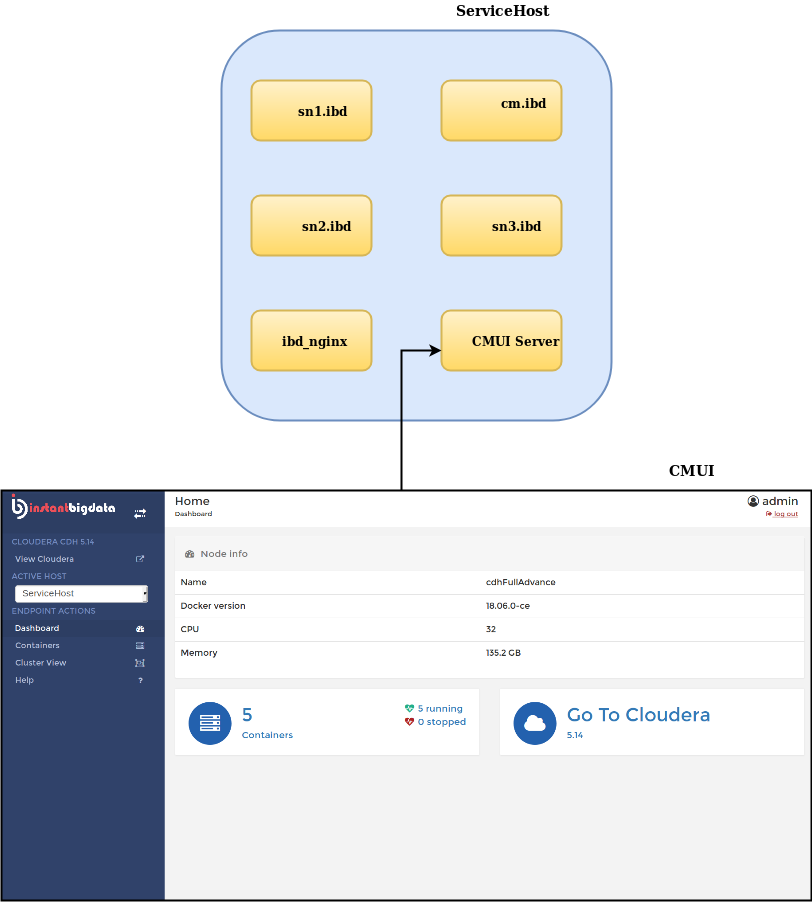 ServiceHost
sn1.ibd
cm.ibd
sn2.ibd
sn3.ibd
ibd_nginx
CMUI Server
CMUI
instantbigdata
Home
Dashboard
admin
log out
CLOUDERA CDH 5.14
View Cloudera
ACTIVE HOST
ServiceHost
ENDPOINT ACTIONS
Dashboard
Containers
Cluster View
Help ?
Node info
Name cdhFullAdvance
Docker version 18.06.0-ce
CPU 32
Memory 135.2 GB
5
Containers
5 running
0 stopped
Go To Cloudera
5.14